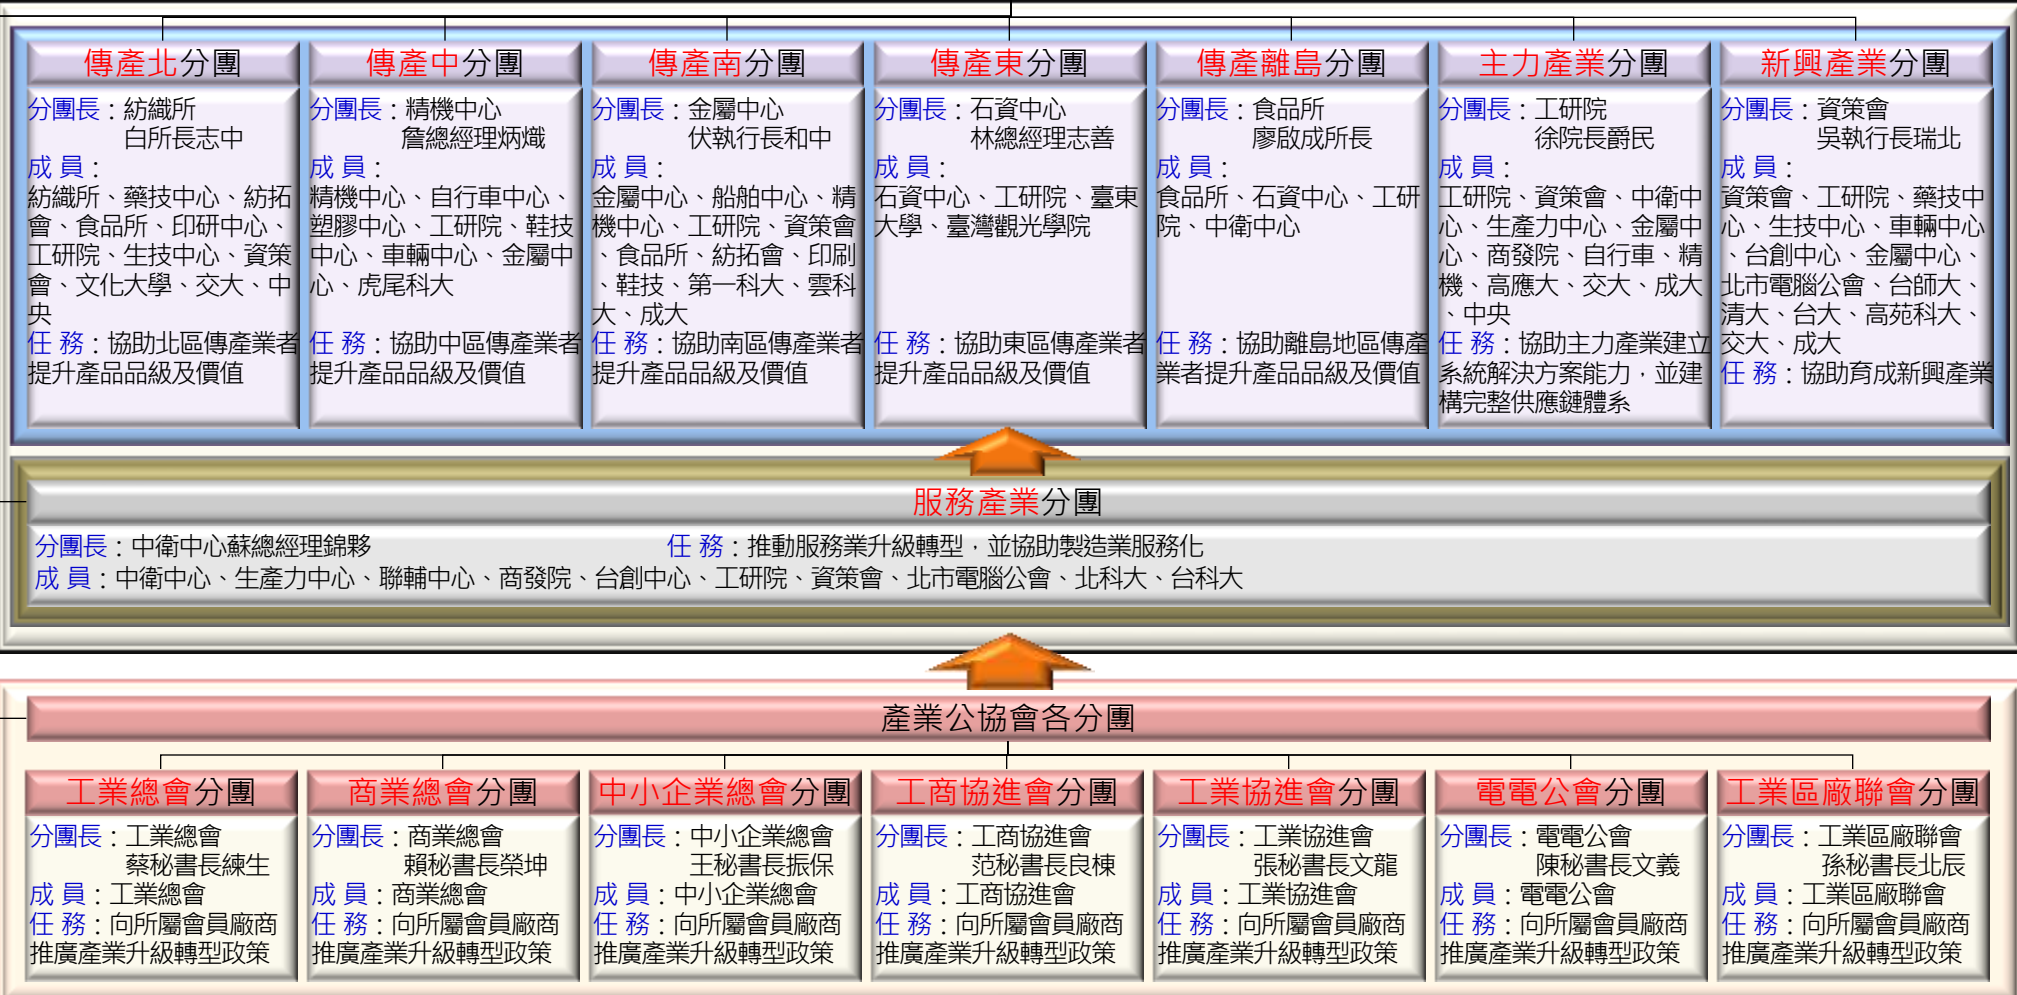 傳產北分團
分團長：紡織所
白所長志中
成 員：
紡織所、藥技中心、紡拓
會、食品所、印研中心、
工研院、生技中心、資策
會、文化大學、交大、中
央
任 務：協助北區傳產業者
提升產品品級及價值
傳產中分團
分團長：精機中心
詹總經理炳熾
成 員：
精機中心、自行車中心、
塑膠中心、工研院、鞋技
中心、車輛中心、金屬中
心、虎尾科大
任 務：協助中區傳產業者
提升產品品級及價值
傳產南分團
分團長：金屬中心
伏執行長和中
成 員：
金屬中心、船舶中心、精
機中心、工研院、資策會
、食品所、紡拓會、印刷
、鞋技、第一科大、雲科
大、成大
任 務：協助南區傳產業者
提升產品品級及價值
傳產東分團
分團長：石資中心
林總經理志善
成 員：
石資中心、工研院、臺東
大學、臺灣觀光學院
任 務：協助東區傳產業者
提升產品品級及價值
傳產離島分團
分團長：食品所
廖啟成所長
成 員：
食品所、石資中心、工研
院、中衛中心
任 務：協助離島地區傳產
業者提升產品品級及價值
主力產業分團
分團長：工研院
徐院長爵民
成 員：
工研院、資策會、中衛中
心、生產力中心、金屬中
心、商發院、自行車、精
機、高應大、交大、成大
、中央
任 務：協助主力產業建立
系統解決方案能力，並建
構完整供應鏈體系
新興產業分團
分團長：資策會
吳執行長瑞北
成 員：
資策會、工研院、藥技中
心、生技中心、車輛中心
、台創中心、金屬中心、
北市電腦公會、台師大、
清大、台大、高苑科大、
交大、成大
任 務：協助育成新興產業
服務產業分團
分團長：中衛中心蘇總經理錦夥
任 務：推動服務業升級轉型，並協助製造業服務化
成 員：中衛中心、生產力中心、聯輔中心、商發院、台創中心、工研院、資策會、北市電腦公會、北科大、台科大
產業公協會各分團
工業總會分團
分團長：工業總會
蔡秘書長練生
成 員：工業總會
任 務：向所屬會員廠商
推廣產業升級轉型政策
商業總會分團
分團長：商業總會
賴秘書長榮坤
成 員：商業總會
任 務：向所屬會員廠商
推廣產業升級轉型政策
中小企業總會分團
分團長：中小企業總會
王秘書長振保
成 員：中小企業總會
任 務：向所屬會員廠商
推廣產業升級轉型政策
工商協進會分團
分團長：工商協進會
范秘書長良棟
成 員：工商協進會
任 務：向所屬會員廠商
推廣產業升級轉型政策
工業協進會分團
分團長：工業協進會
張秘書長文龍
成 員：工業協進會
任 務：向所屬會員廠商
推廣產業升級轉型政策
電電公會分團
分團長：電電公會
陳秘書長文義
成 員：電電公會
任 務：向所屬會員廠商
推廣產業升級轉型政策
工業區廠聯會分團
分團長：工業區廠聯會
孫秘書長北辰
成 員：工業區廠聯會
任 務：向所屬會員廠商
推廣產業升級轉型政策